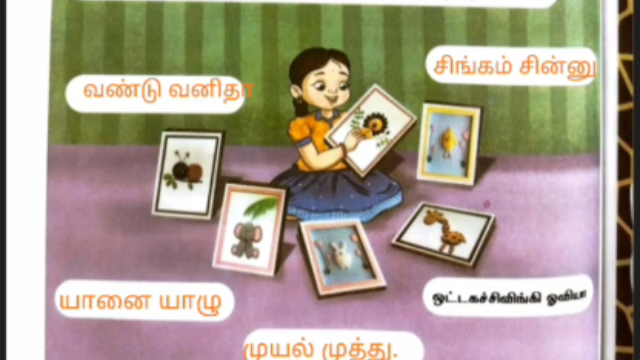 சிங்கம் சின்னு
வண்டு வனிதா
யானை யாழு
ஒட்டகச்சிவிங்கி ஓவியா
முயல் முத்து.